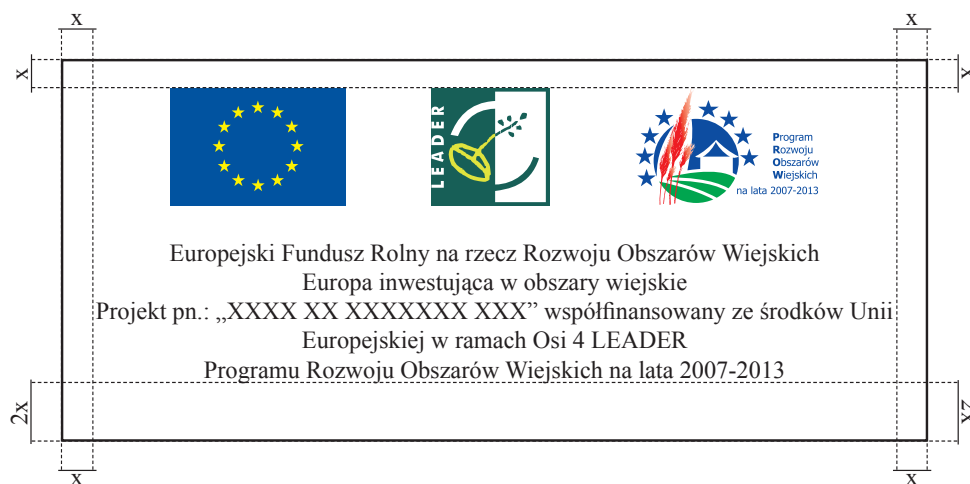 x x
x x
LEADER
Program
Rozwoju
Obszarów
Wiejskich
na lata 2007-2013
Europejski Fundusz Rolny na rzecz Rozwoju Obszarów Wiejskich
Europa inwestująca w obszary wiejskie
Projekt pn.: „XXXX XX XXXXXXX XXX” współfinansowany ze środków Unii
Europejskiej w ramach Osi 4 LEADER
Programu Rozwoju Obszarów Wiejskich na lata 2007-2013
2x 2x
x x